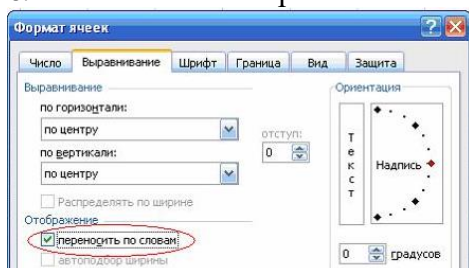 Формат ячеек
Число Выравнивание Шрифт Граница Вид Защита
Выравнивание
по горизонтали:
по центру
отступ:
0
по вертикали:
по центру
Распределять по ширине
Отображение
переносить по словам
автоподбор ширины
Ориентация
Текст
Надпись
0 градусов